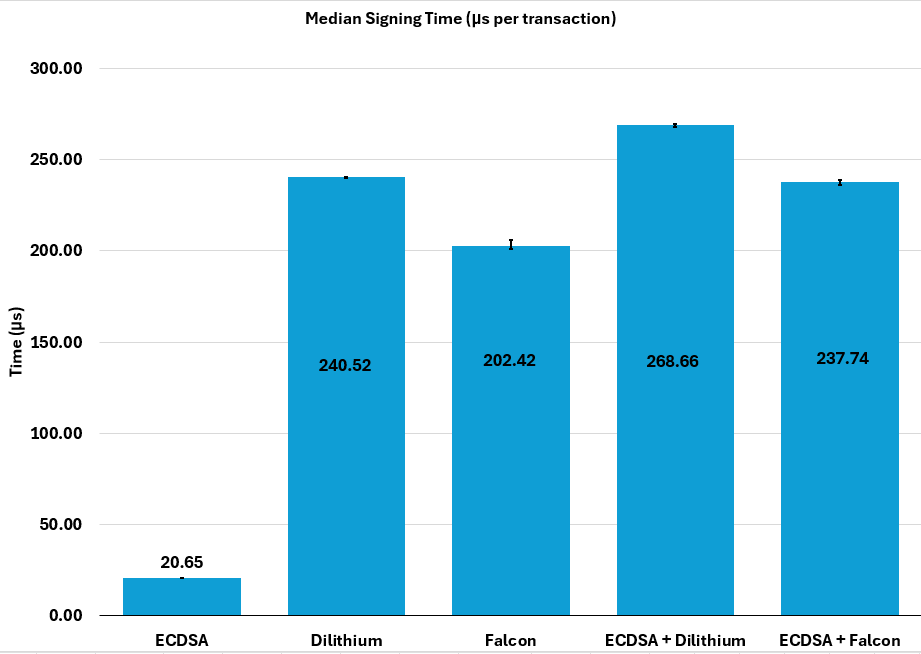 Median Signing Time (µs per transaction)
300.00
250.00
200.00
150.00
100.00
50.00
0.00
Time (µs)
20.65
240.52
202.42
268.66
237.74
ECDSA
Dilithium
Falcon
ECDSA + Dilithium
ECDSA + Falcon